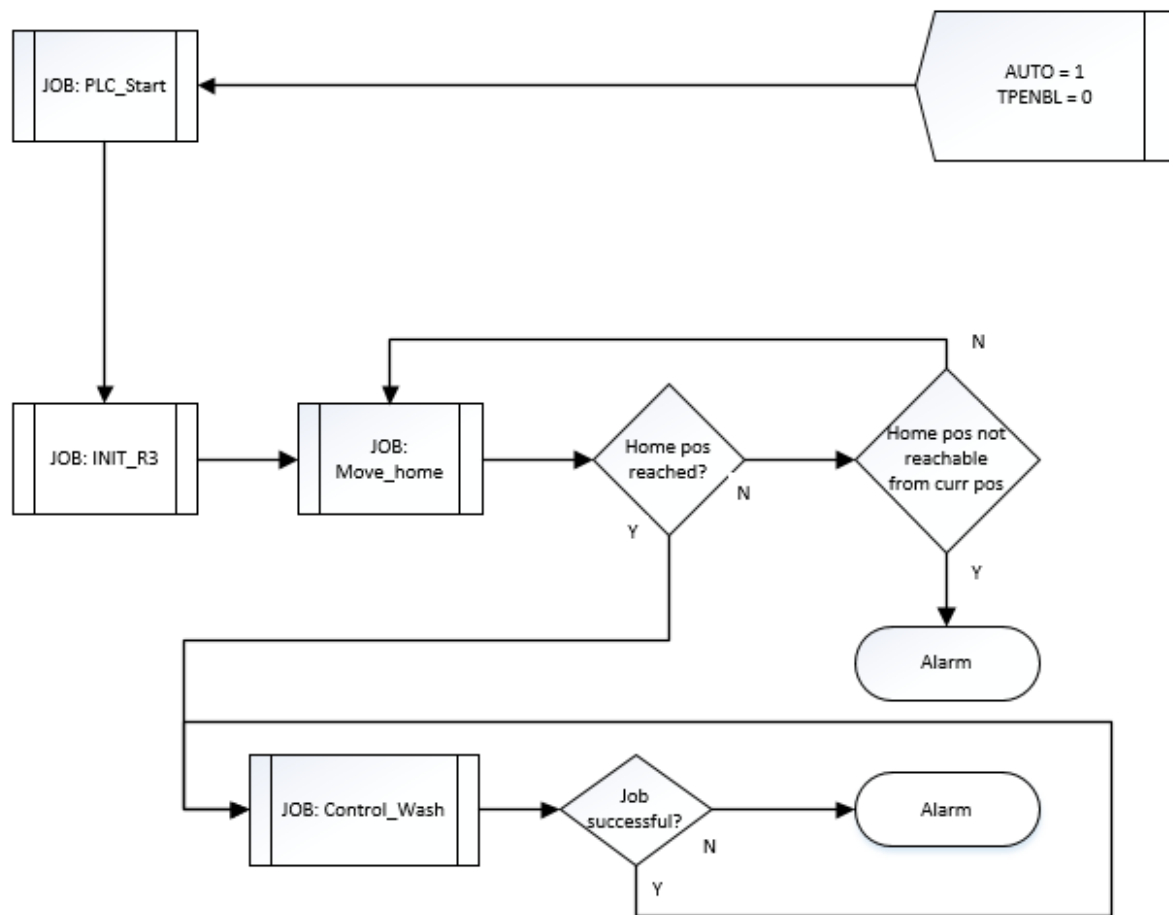 JOB: PLC_Start
AUTO = 1
TPENBL = 0
N
JOB: INIT_R3
JOB:
Move_home
Home pos
reached?
N
Y
Home pos not
reachable
from curr pos
Y
Alarm
JOB: Control_Wash
Job
successful?
N
Y
Alarm